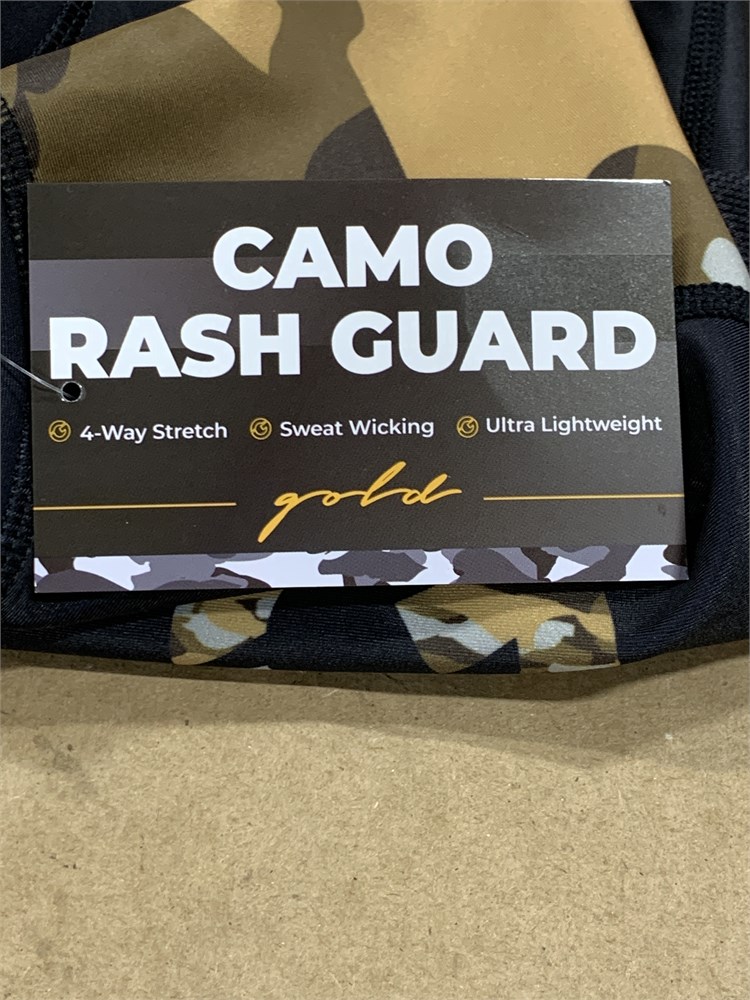 CAMO
RASH GUARD
4-Way Stretch Sweat Wicking Ultra Lightweight
gold